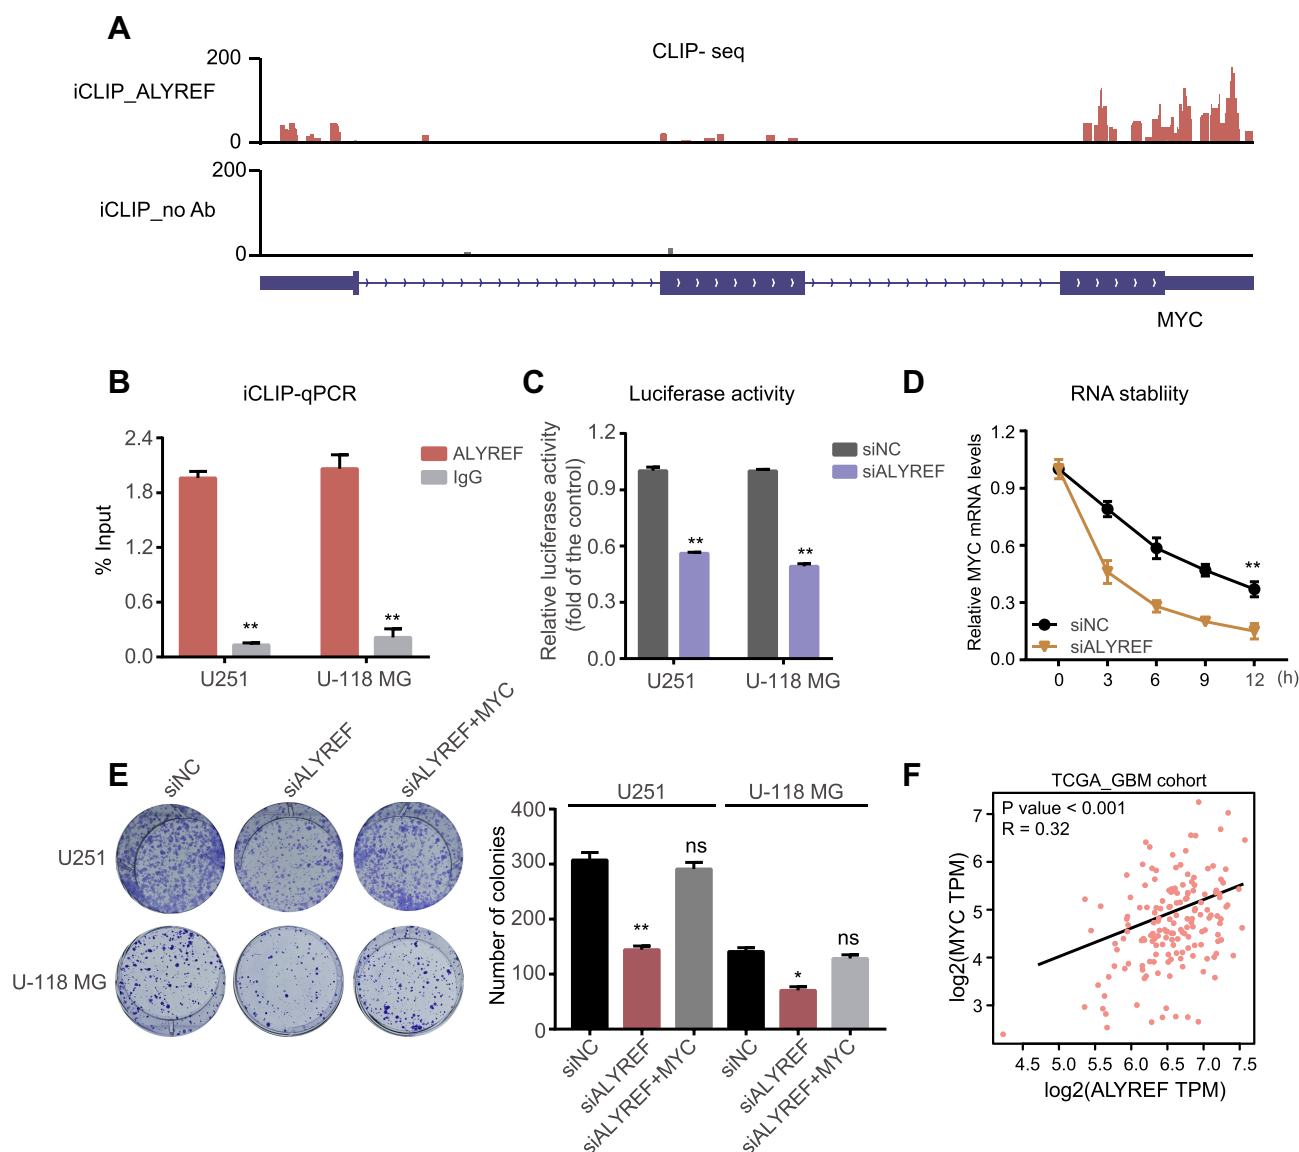 A
CLIP- seq
200
iCLIP_ALYREF
0
200
iCLIP_no Ab
0
MYC
B
iCLIP-qPCR
2.4
1.8
1.2
0.6
0.0
% Input
ALYREF
IgG
**
**
U251
U-118 MG
C
Luciferase activity
1.2
0.9
0.6
0.3
0.0
Relative luciferase activity
(fold of the control)
siNC
siALYREF
**
**
U251
U-118 MG
D
RNA stabliity
1.2
0.9
0.6
0.3
0.0
Relative MYC mRNA levels
**
siNC
siALYREF
0 3 6 9 12 (h)
E
siNC
siALYREF
siALYREF+MYC
U251
U-118 MG
U251
U-118 MG
400
300
200
100
0
Number of colonies
**
ns
*
ns
siNC
siALYREF
siALYREF+MYC
siNC
siALYREF
siALYREF+MYC
F
TCGA_GBM cohort
P value < 0.001
R = 0.32
7
6
5
4
3
log2(MYC TPM)
4.5 5.0 5.5 6.0 6.5 7.0 7.5
log2(ALYREF TPM)